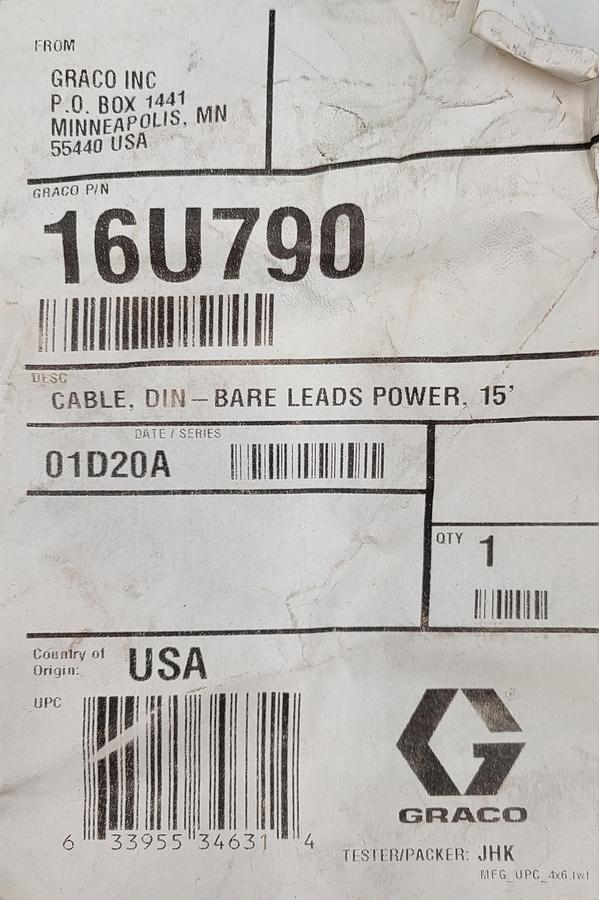 FROM
GRACO INC
P.O. BOX 1441
MINNEAPOLIS, MN
55440 USA
GRACO P/N
16U790
DESC
CABLE, DIN-BARE LEADS POWER, 15'
DATE / SERIES
01D20A
QTY 1
Country of
Origin: USA
UPC
6 33955 34631 4
®
GRACO
TESTER/PACKER: JHK
MFG_UPC_4x6.lwl